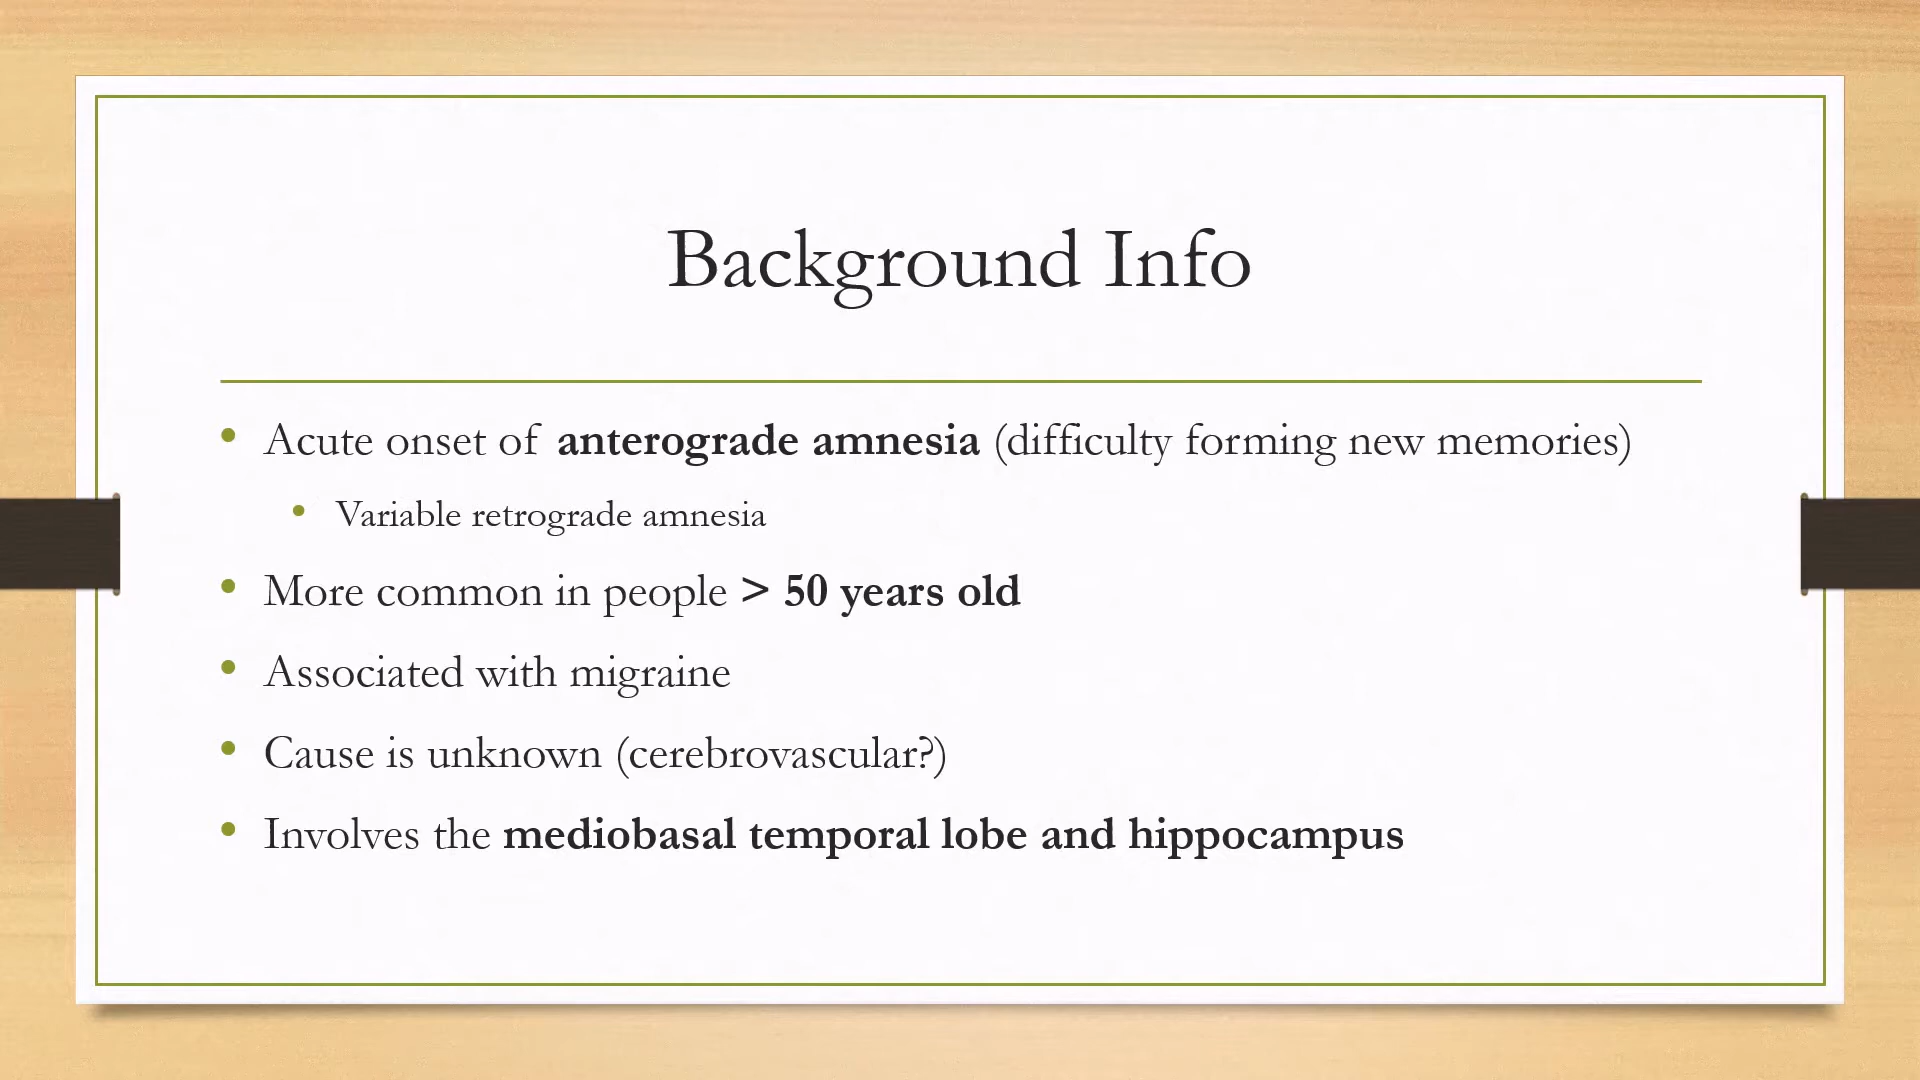 Background Info
• Acute onset of anterograde amnesia (difficulty forming new memories)
• Variable retrograde amnesia
• More common in people > 50 years old
• Associated with migraine
• Cause is unknown (cerebrovascular?)
• Involves the mediobasal temporal lobe and hippocampus